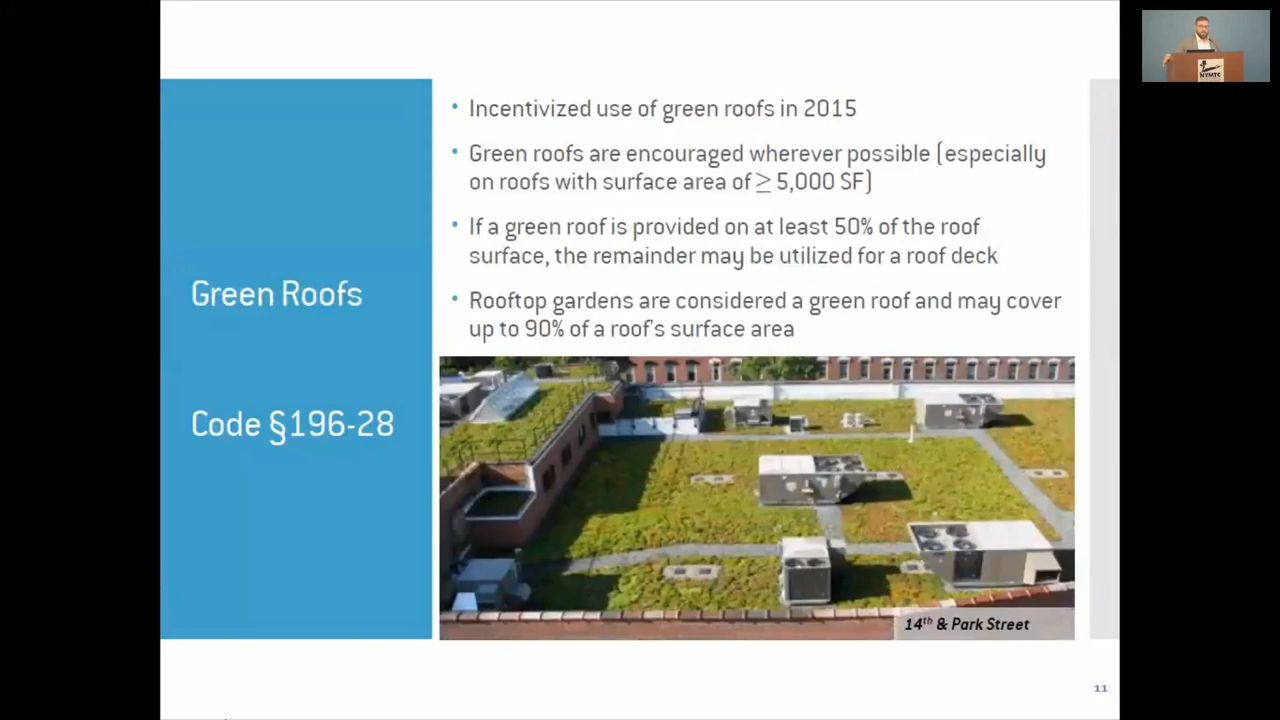 Green Roofs
Code §196-28
• Incentivized use of green roofs in 2015
• Green roofs are encouraged wherever possible (especially
on roofs with surface area of ≥ 5,000 SF)
• If a green roof is provided on at least 50% of the roof
surface, the remainder may be utilized for a roof deck
• Rooftop gardens are considered a green roof and may cover
up to 90% of a roof's surface area
14th & Park Street
11
NYMTC